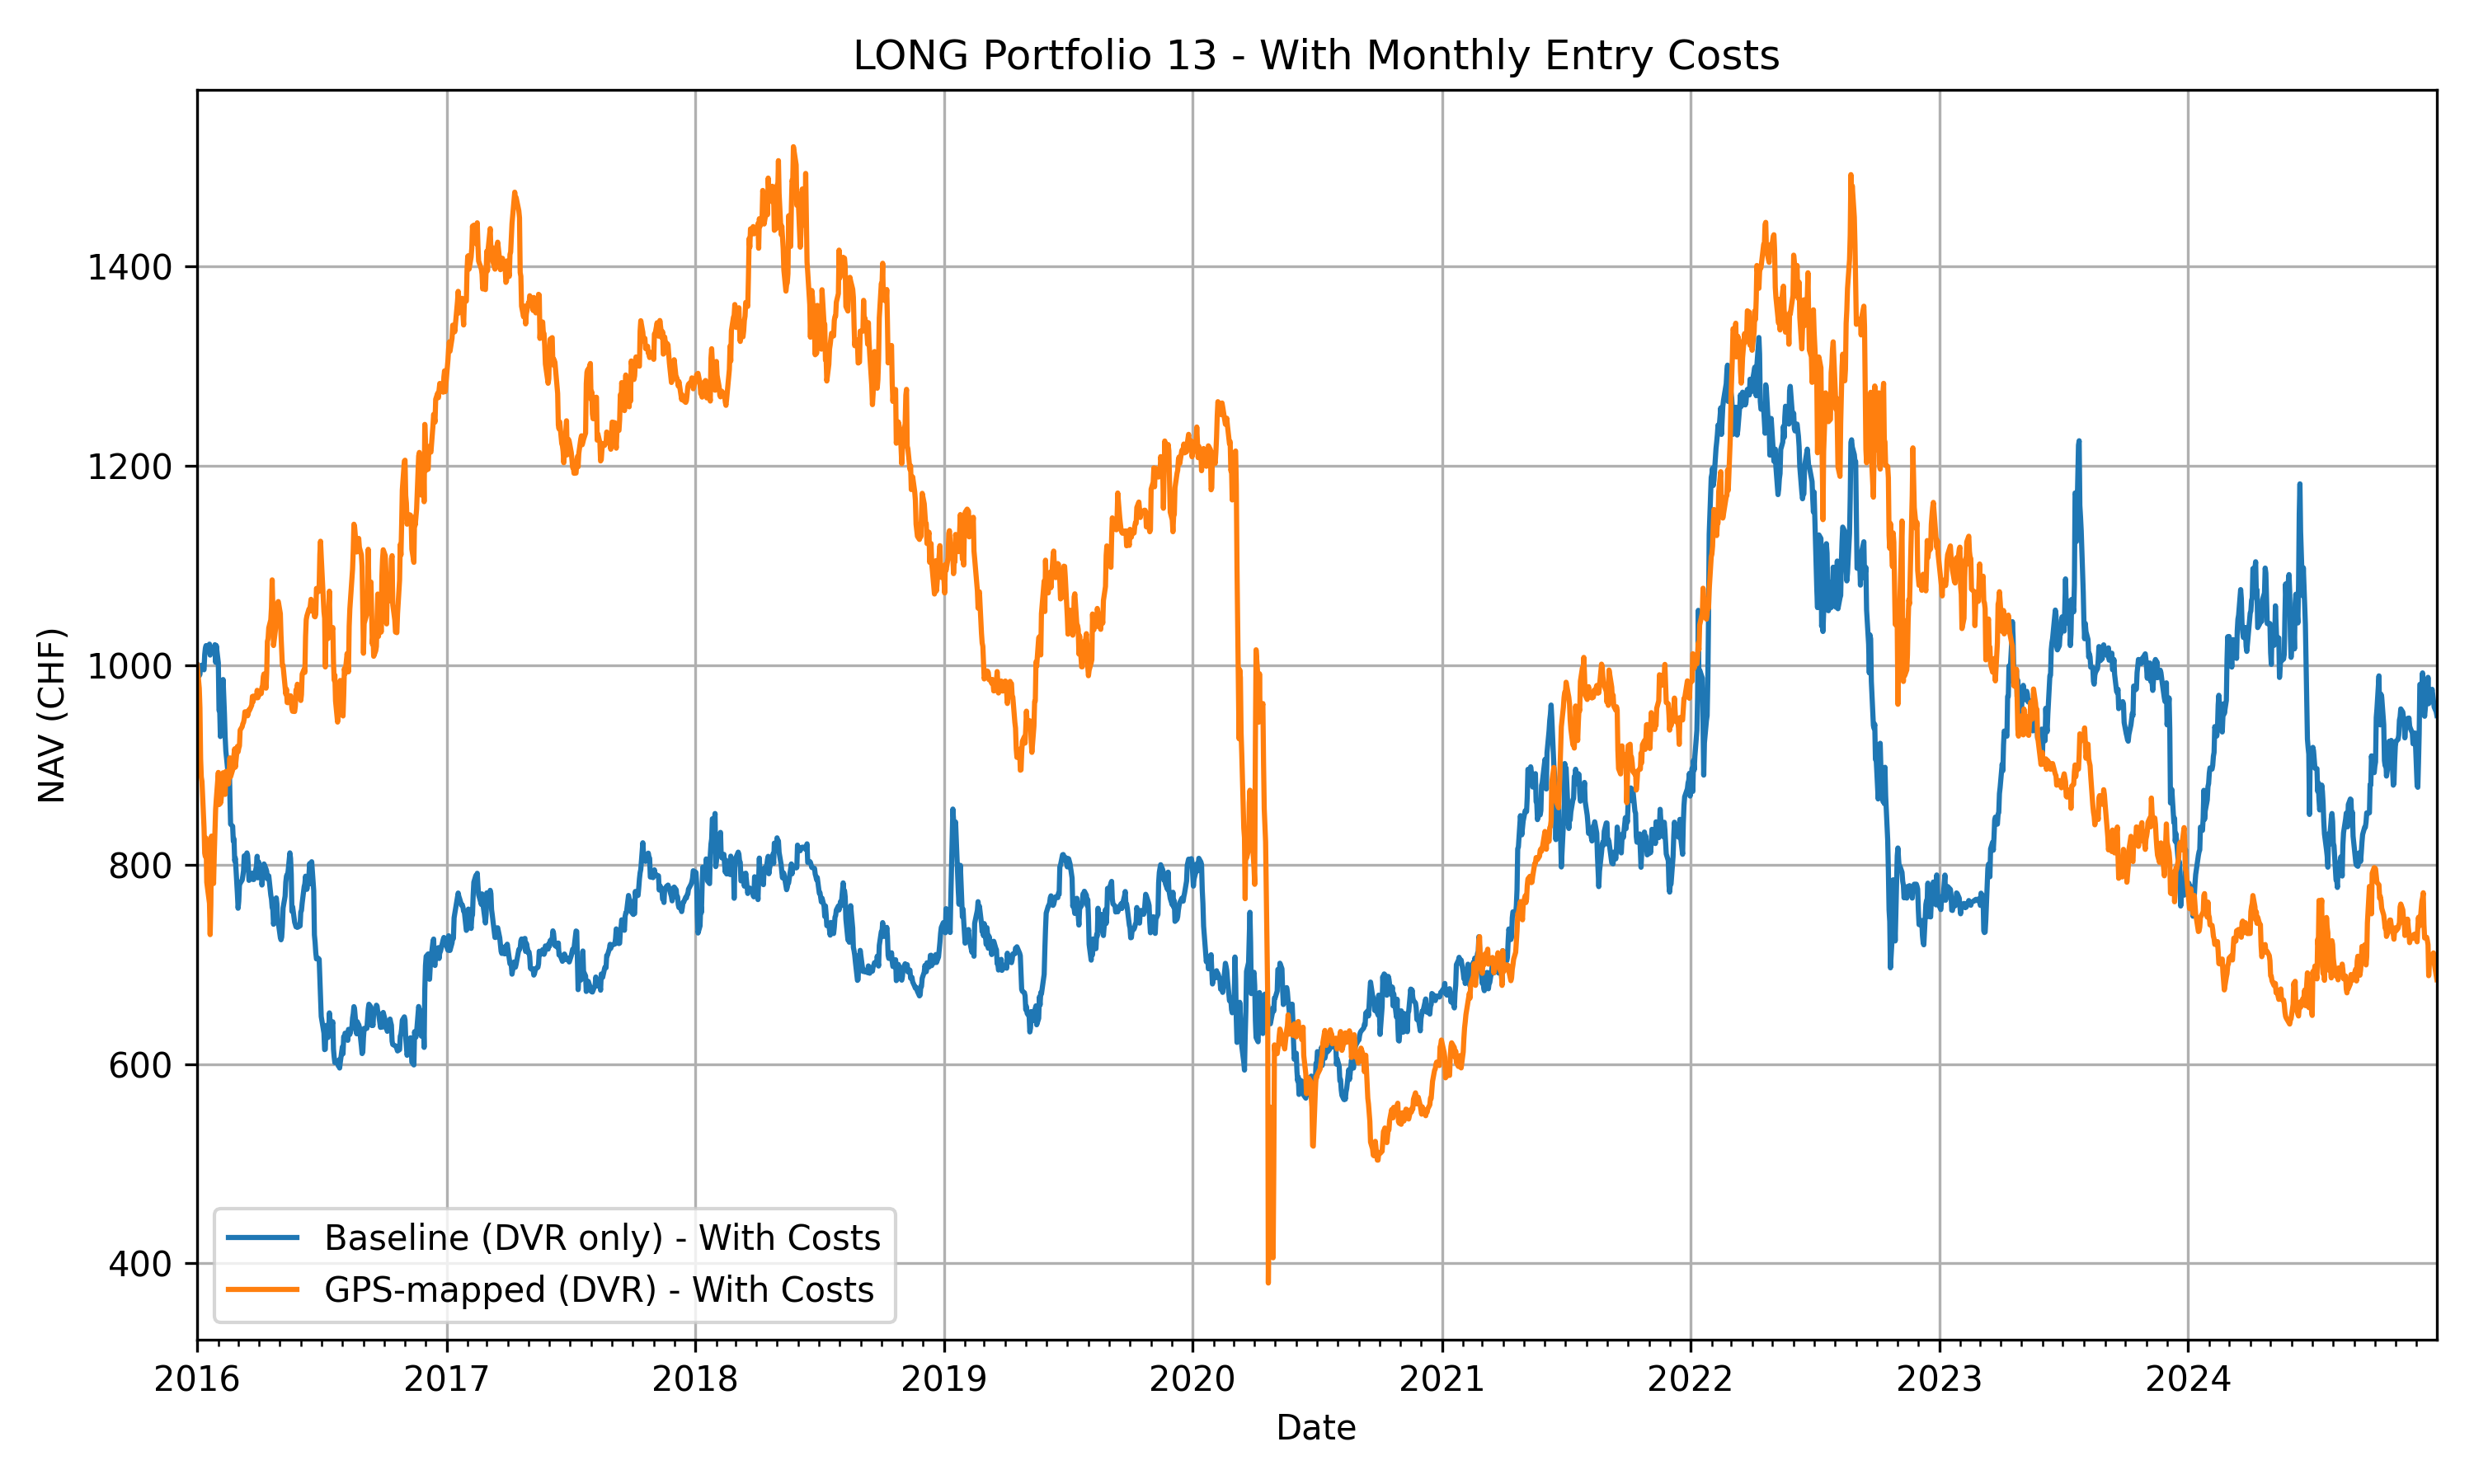 LONG Portfolio 13 - With Monthly Entry Costs
NAV (CHF)
1400
1200
1000
800
600
400
Baseline (DVR only) - With Costs
GPS-mapped (DVR) - With Costs
2016 2017 2018 2019 2020 2021 2022 2023 2024
Date